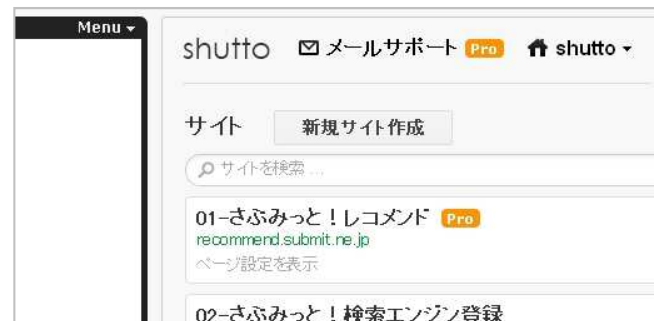 Menu
shutto メールサポート Pro shutto
サイト 新規サイト作成
サイトを検索 ...
01-さぶみっと！レコメンド Pro
recommend.submit.ne.jp
ページ設定を表示
02-さぶみっと！検索エンジン登録